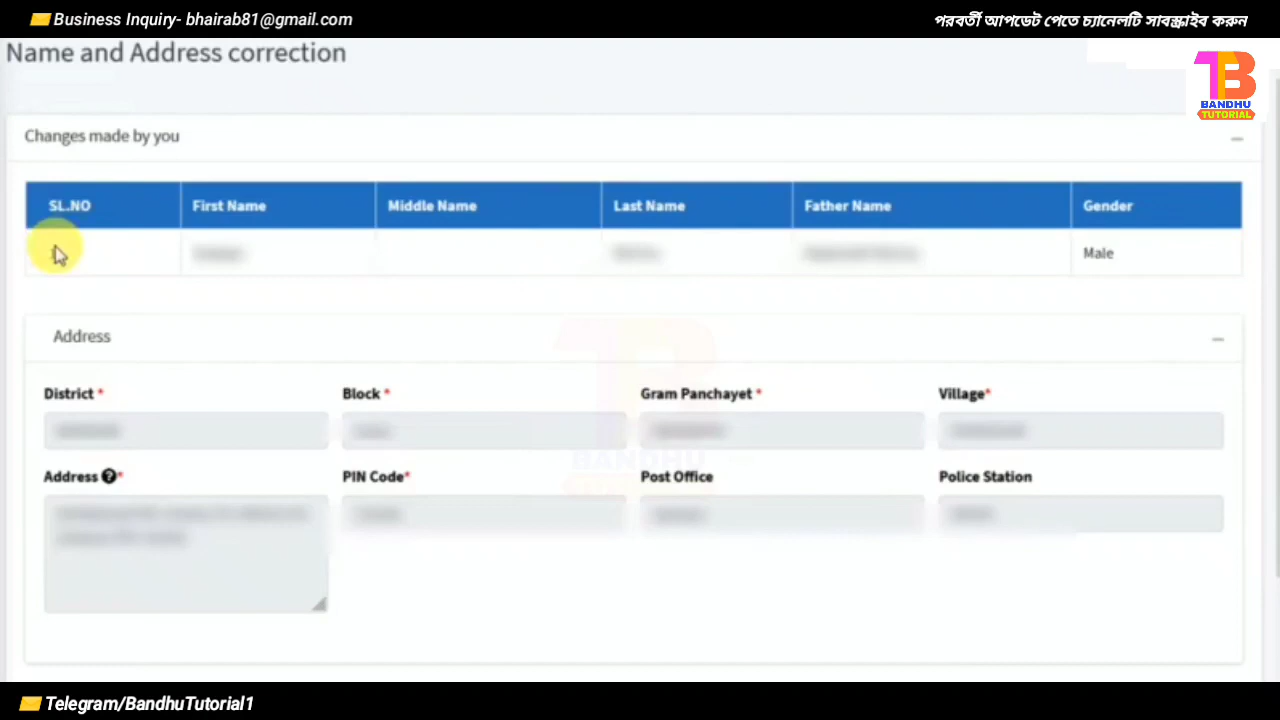 Business Inquiry- bhairab81@gmail.com
পরবর্তী আপডেট পেতে চ্যানেলটি সাবস্ক্রাইব করুন
Name and Address correction
BANDHU
TUTORIAL
Changes made by you
SL.NO First Name Middle Name Last Name Father Name Gender
Male
Address
District * Block * Gram Panchayet * Village*
Address ?* PIN Code* Post Office Police Station
BANDHU
Telegram/BandhuTutorial1